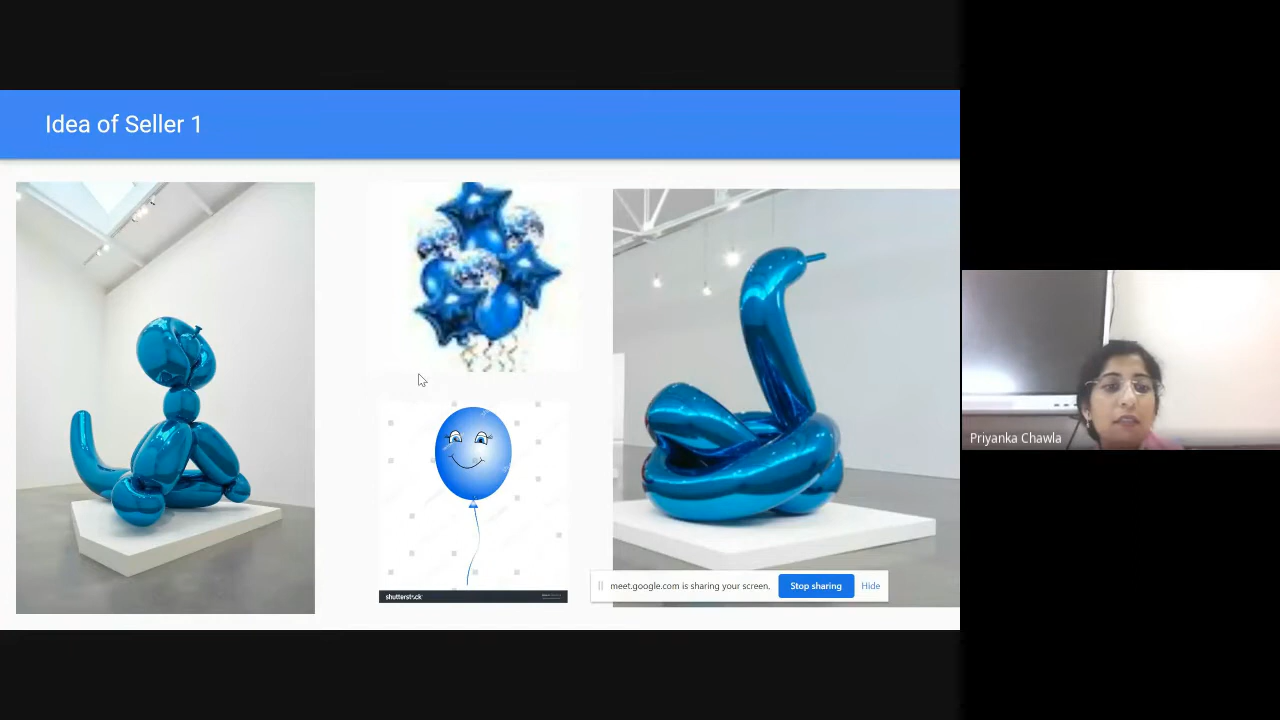 Idea of Seller 1
shutterstock
meet.google.com is sharing your screen.
Stop sharing
Hide
Priyanka Chawla